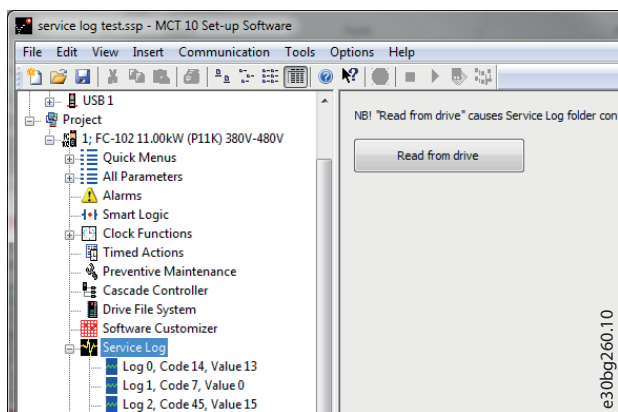 service log test.ssp - MCT 10 Set-up Software
File Edit View Insert Communication Tools Options Help
USB 1
Project
1; FC-102 11.00kW (P11K) 380V-480V
Quick Menus
All Parameters
Alarms
Smart Logic
Clock Functions
Timed Actions
Preventive Maintenance
Cascade Controller
Drive File System
Software Customizer
Service Log
Log 0, Code 14, Value 13
Log 1, Code 7, Value 0
Log 2, Code 45, Value 15
NB! "Read from drive" causes Service Log folder con
Read from drive
e30bg260.10